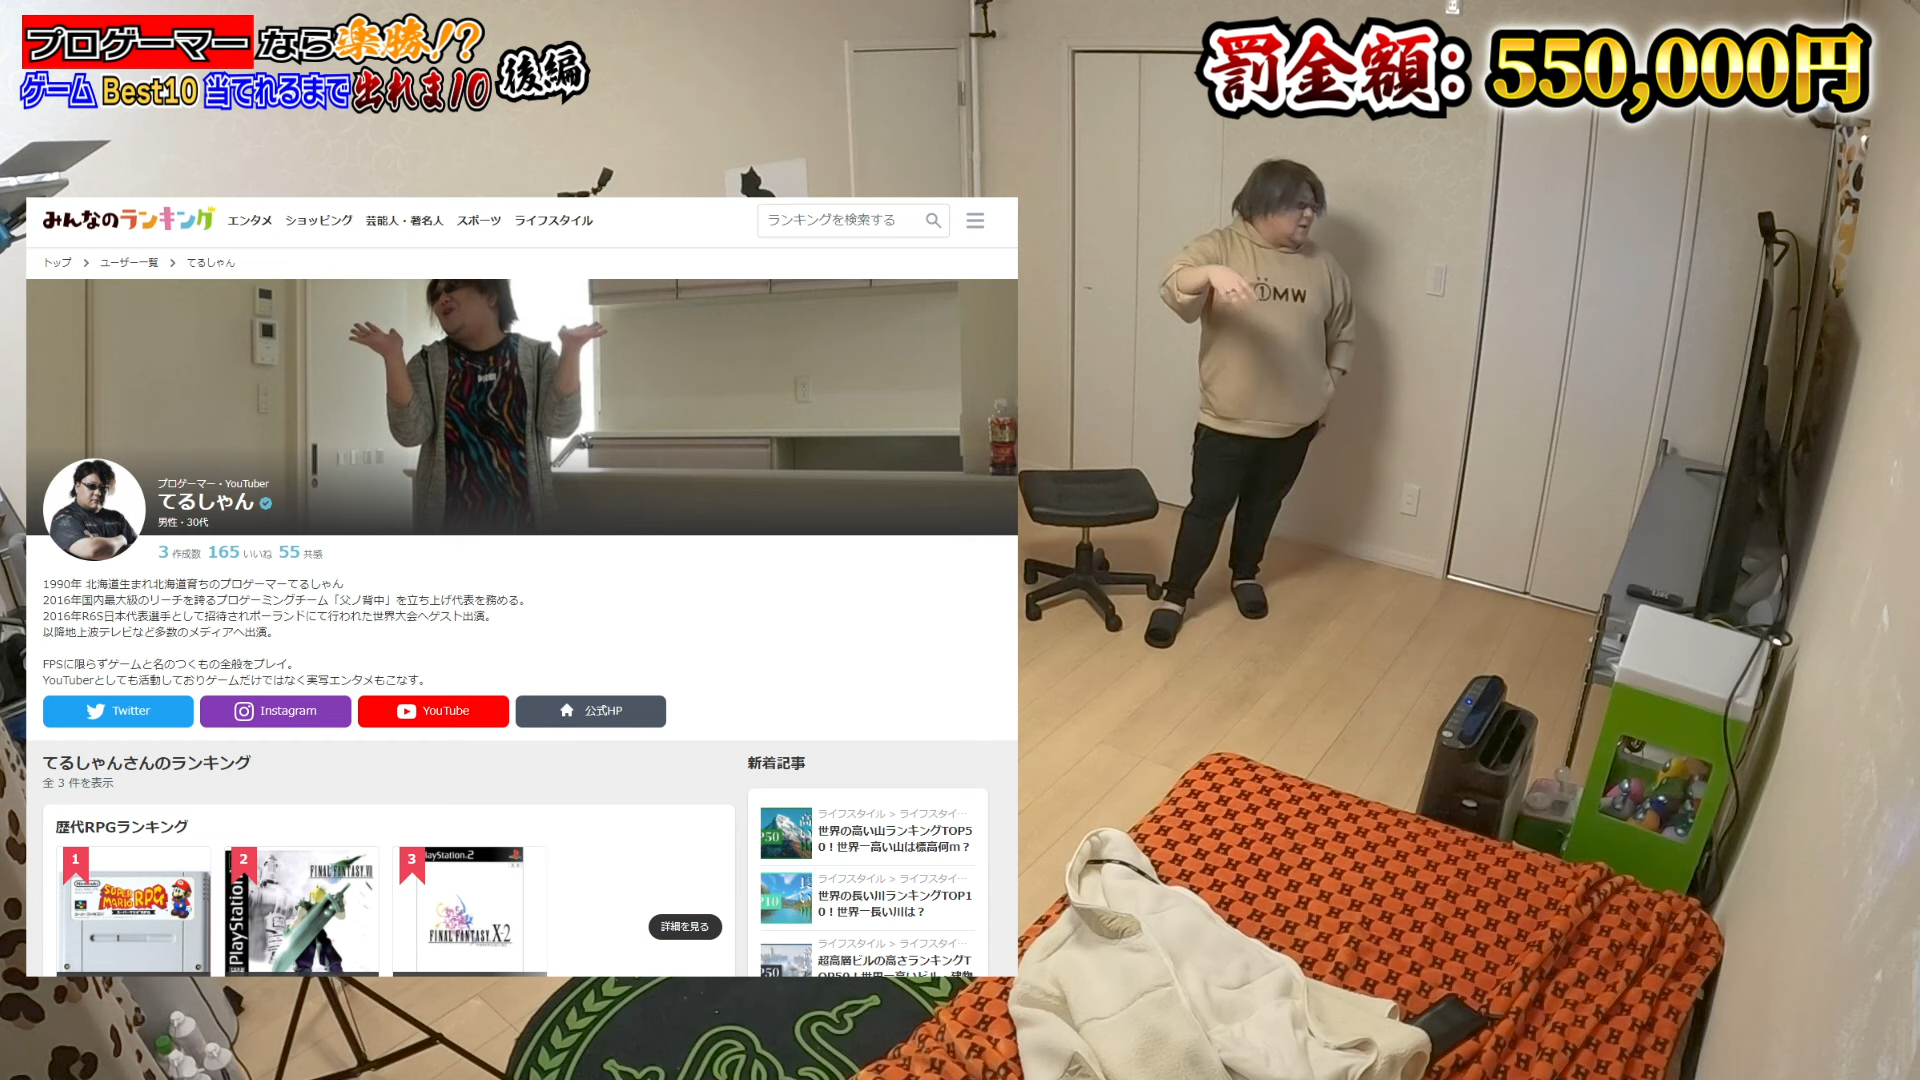 プロゲーマーなら楽勝!?
ゲームBest10当てれるまで出れま10 後編
罰金額：550,000円
みんなのランキング エンタメ ショッピング 芸能人・著名人 スポーツ ライフスタイル
ランキングを検索する
トップ > ユーザー一覧 > てるしゃん
①MW
プロゲーマー・YouTuber
てるしゃん
男性・30代
3 作成数 165 いいね 55 共感
1990年 北海道生まれ北海道育ちのプロゲーマーてるしゃん
2016年国内最大級のリーチを誇るプロゲーミングチーム「父ノ背中」を立ち上げ代表を務める。
2016年R6S日本代表選手として招待されポーランドにて行われた世界大会へゲスト出演。
以降地上波テレビなど多数のメディアへ出演。
FPSに限らずゲームと名のつくもの全般をプレイ。
YouTuberとしても活動しておりゲームだけではなく実写エンタメもこなす。
Twitter
Instagram
YouTube
公式HP
てるしゃんさんのランキング
全 3 件を表示
歴代RPGランキング
1
2
3
Nintendo
SUPER MARIO RPG
PlayStation
FINAL FANTASY VII
PlayStation 2
FINAL FANTASY X-2
詳細を見る
新着記事
ライフスタイル > ライフスタイ…
世界の高い山ランキングTOP5
0！世界一高い山は標高何m？
ライフスタイル > ライフスタイ…
世界の長い川ランキングTOP1
0！世界一長い川は？
ライフスタイル > ライフスタイ…
超高層ビルの高さランキングT
OP50！世界一高いビル・建物